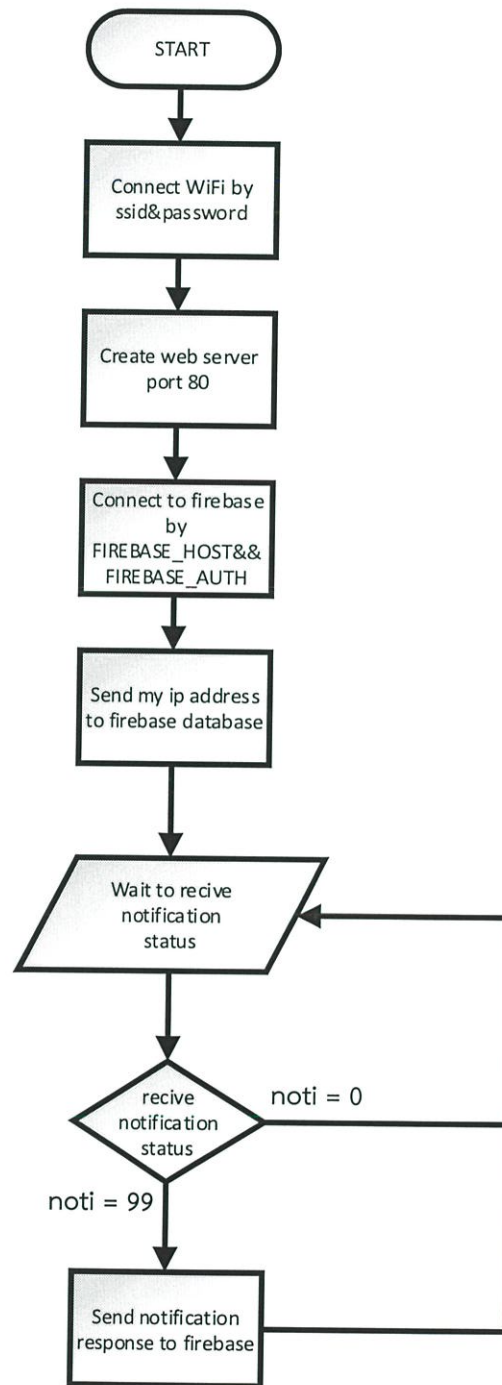 START
Connect WiFi by
ssid&password
Create web server
port 80
Connect to firebase
by
FIREBASE_HOST&&
FIREBASE_AUTH
Send my ip address
to firebase database
Wait to recive
notification
status
recive
notification
status
noti = 0
noti = 99
Send notification
response to firebase